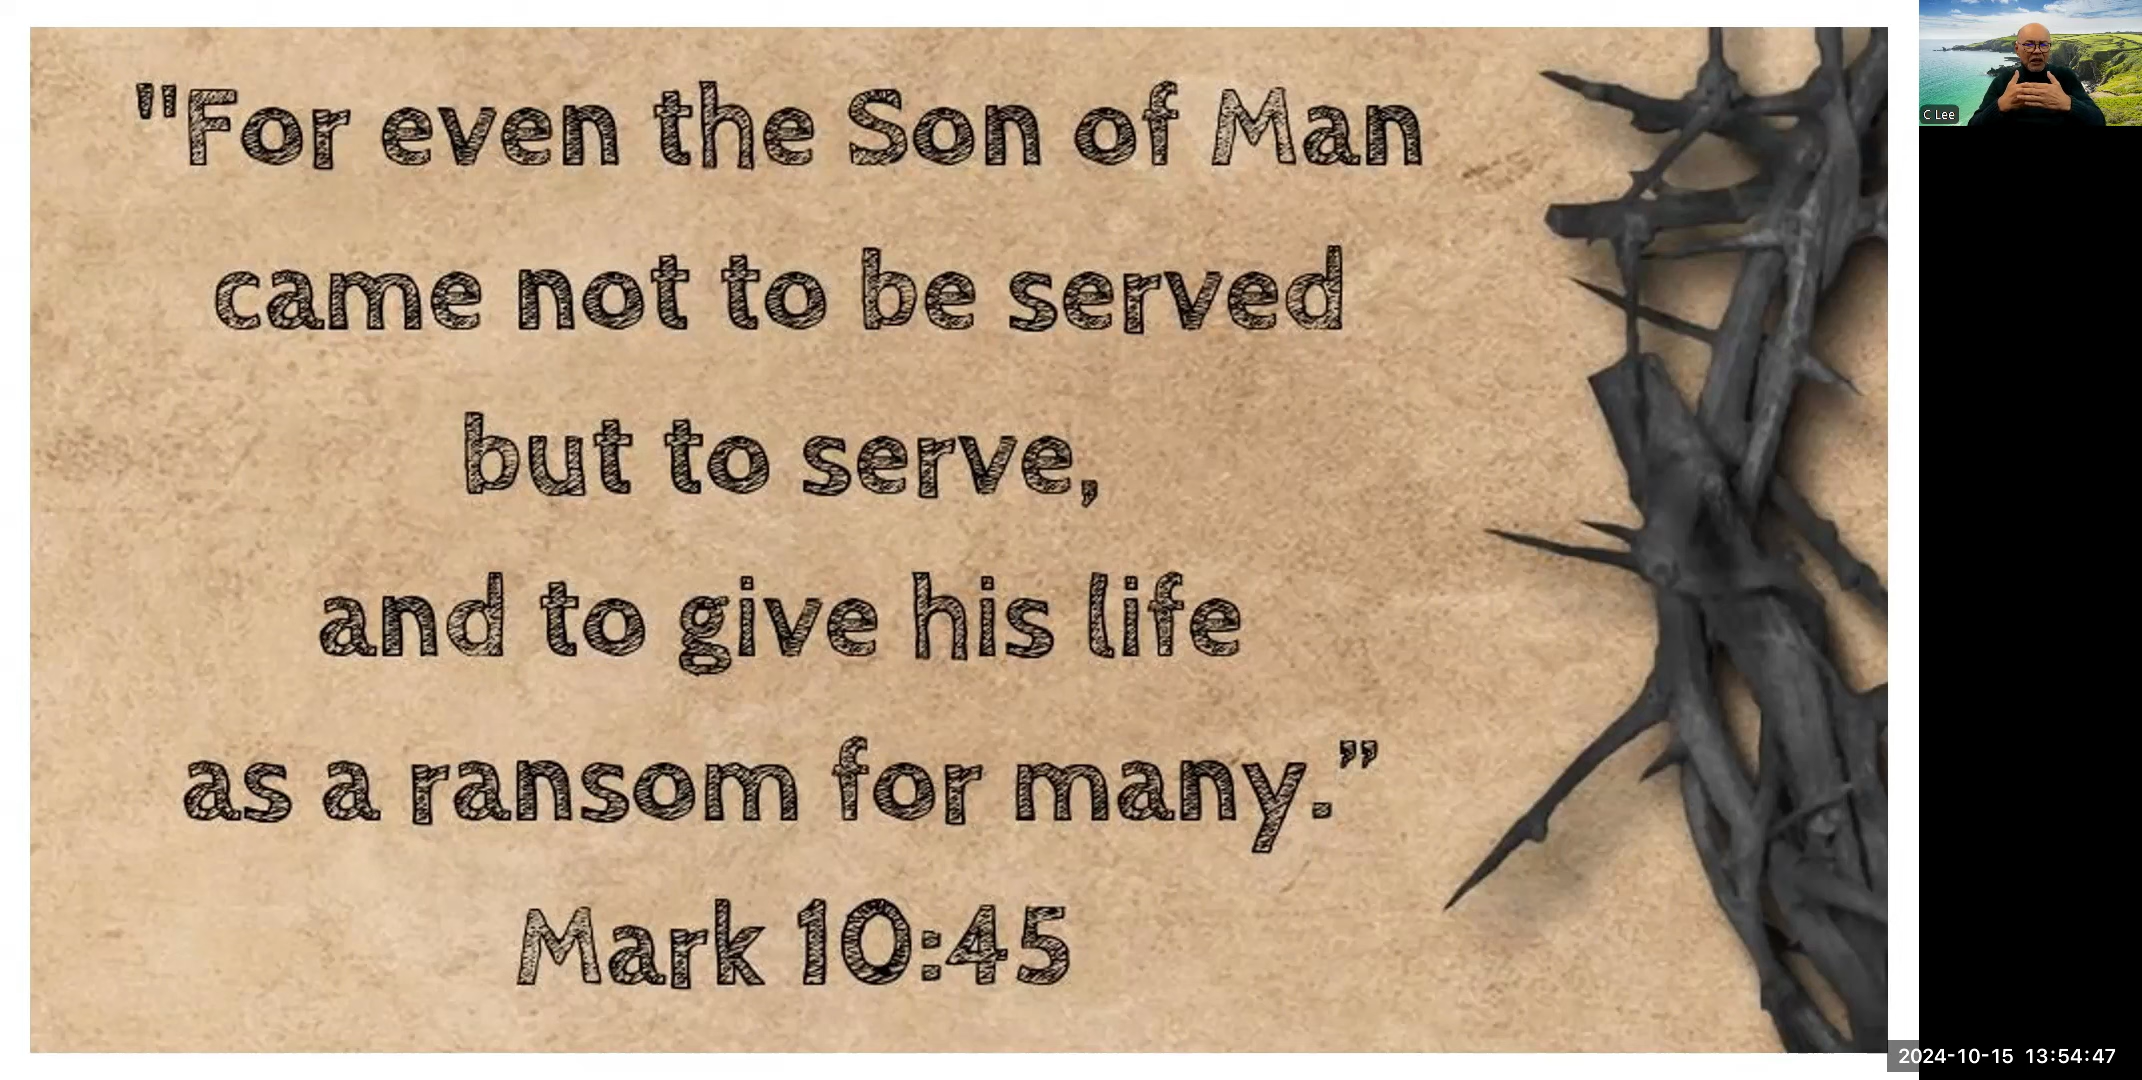 "For even the Son of Man
came not to be served
but to serve,
and to give his life
as a ransom for many.”
Mark 10:45
C Lee
2024-10-15 13:54:47